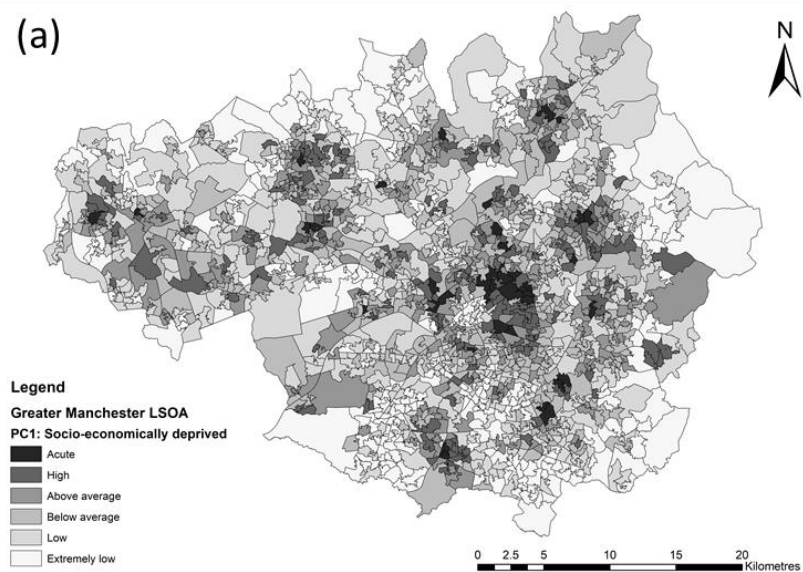 (a)
N
Legend
Greater Manchester LSOA
PC1: Socio-economically deprived
Acute
High
Above average
Below average
Low
Extremely low
0 2.5 5 10 15 20
Kilometres